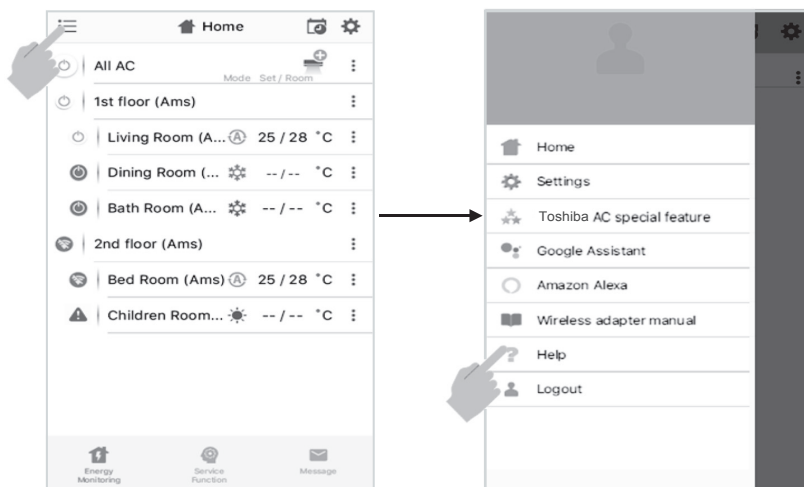 Home
All AC
Mode Set / Room
1st floor (Ams)
Living Room (A... A 25 / 28 °C
Dining Room (... -- / -- °C
Bath Room (A... -- / -- °C
2nd floor (Ams)
Bed Room (Ams) A 25 / 28 °C
Children Room... -- / -- °C
Energy
Monitoring
Service
Function
Message
Home
Settings
Toshiba AC special feature
Google Assistant
Amazon Alexa
Wireless adapter manual
? Help
Logout